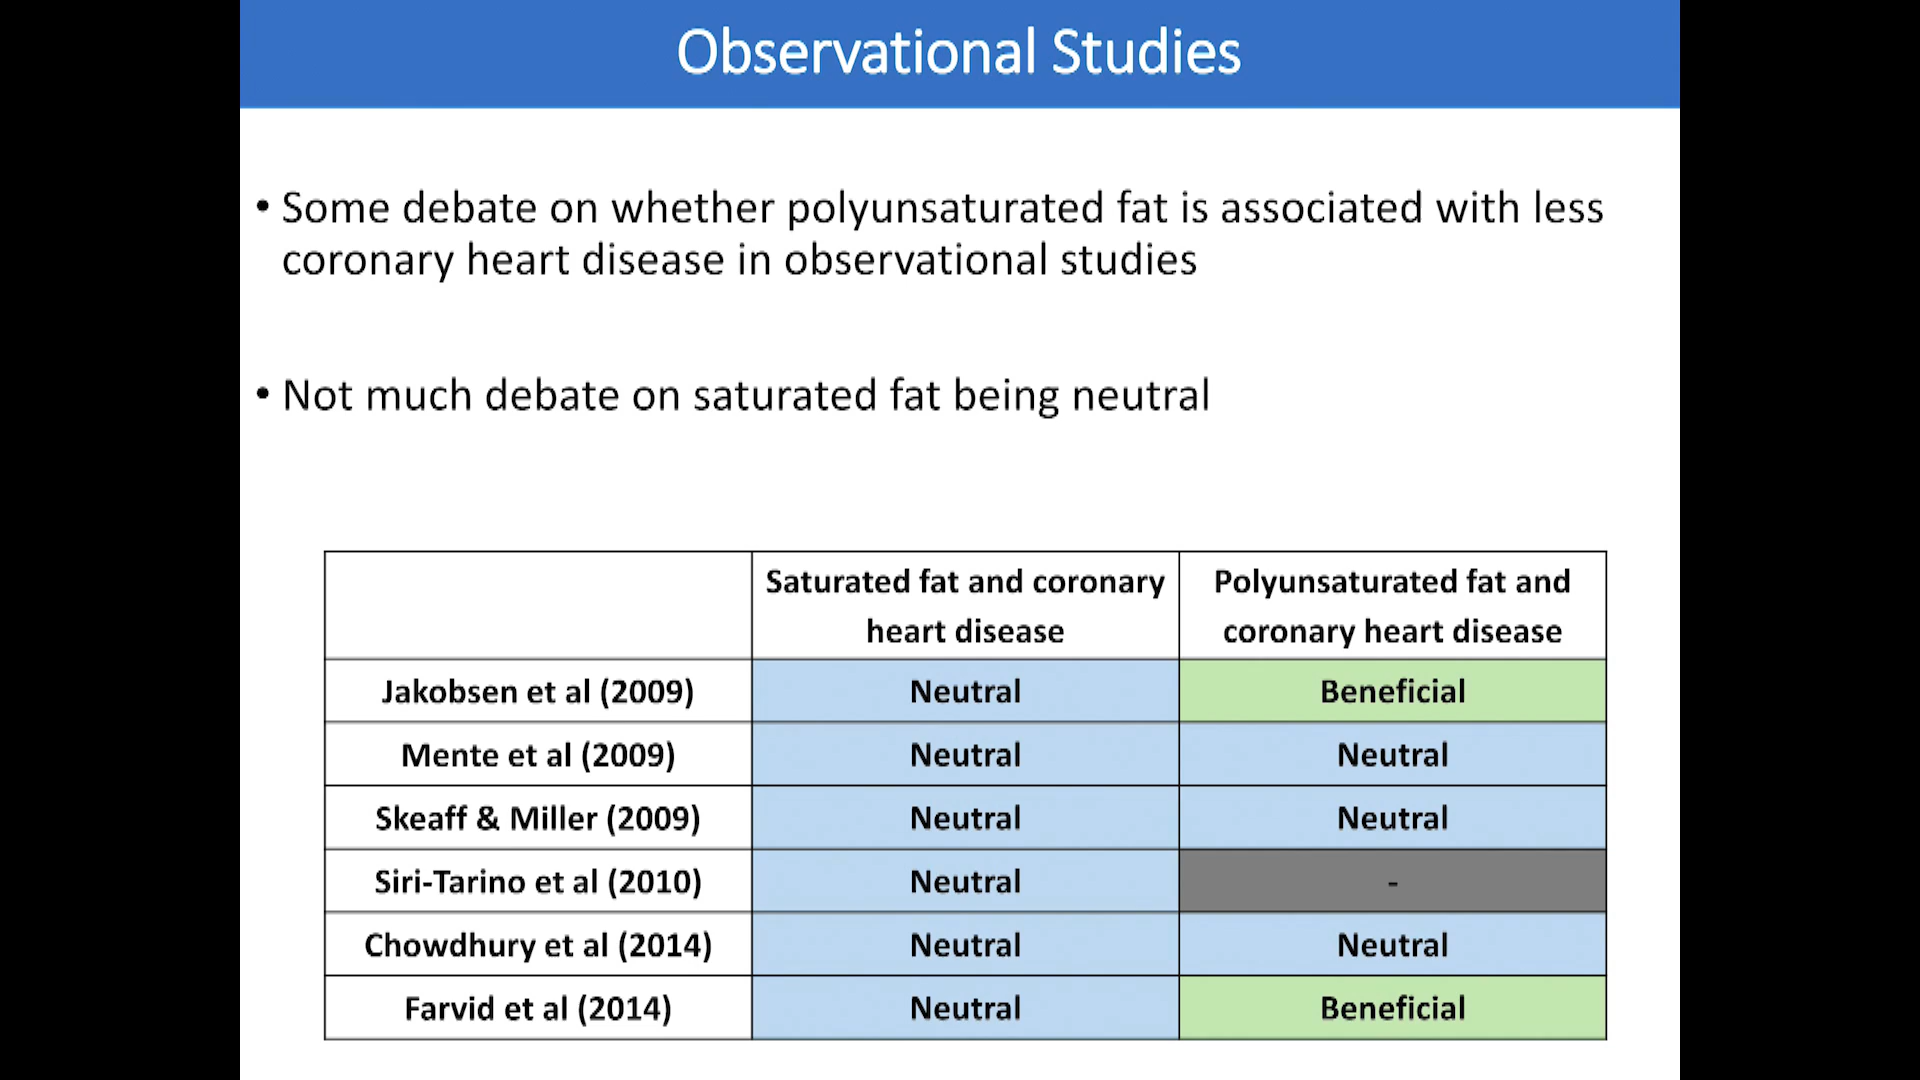 Observational Studies
• Some debate on whether polyunsaturated fat is associated with less
coronary heart disease in observational studies
• Not much debate on saturated fat being neutral
Saturated fat and coronary heart disease
Polyunsaturated fat and coronary heart disease
Jakobsen et al (2009) Neutral Beneficial
Mente et al (2009) Neutral Neutral
Skeaff & Miller (2009) Neutral Neutral
Siri-Tarino et al (2010) Neutral -
Chowdhury et al (2014) Neutral Neutral
Farvid et al (2014) Neutral Beneficial